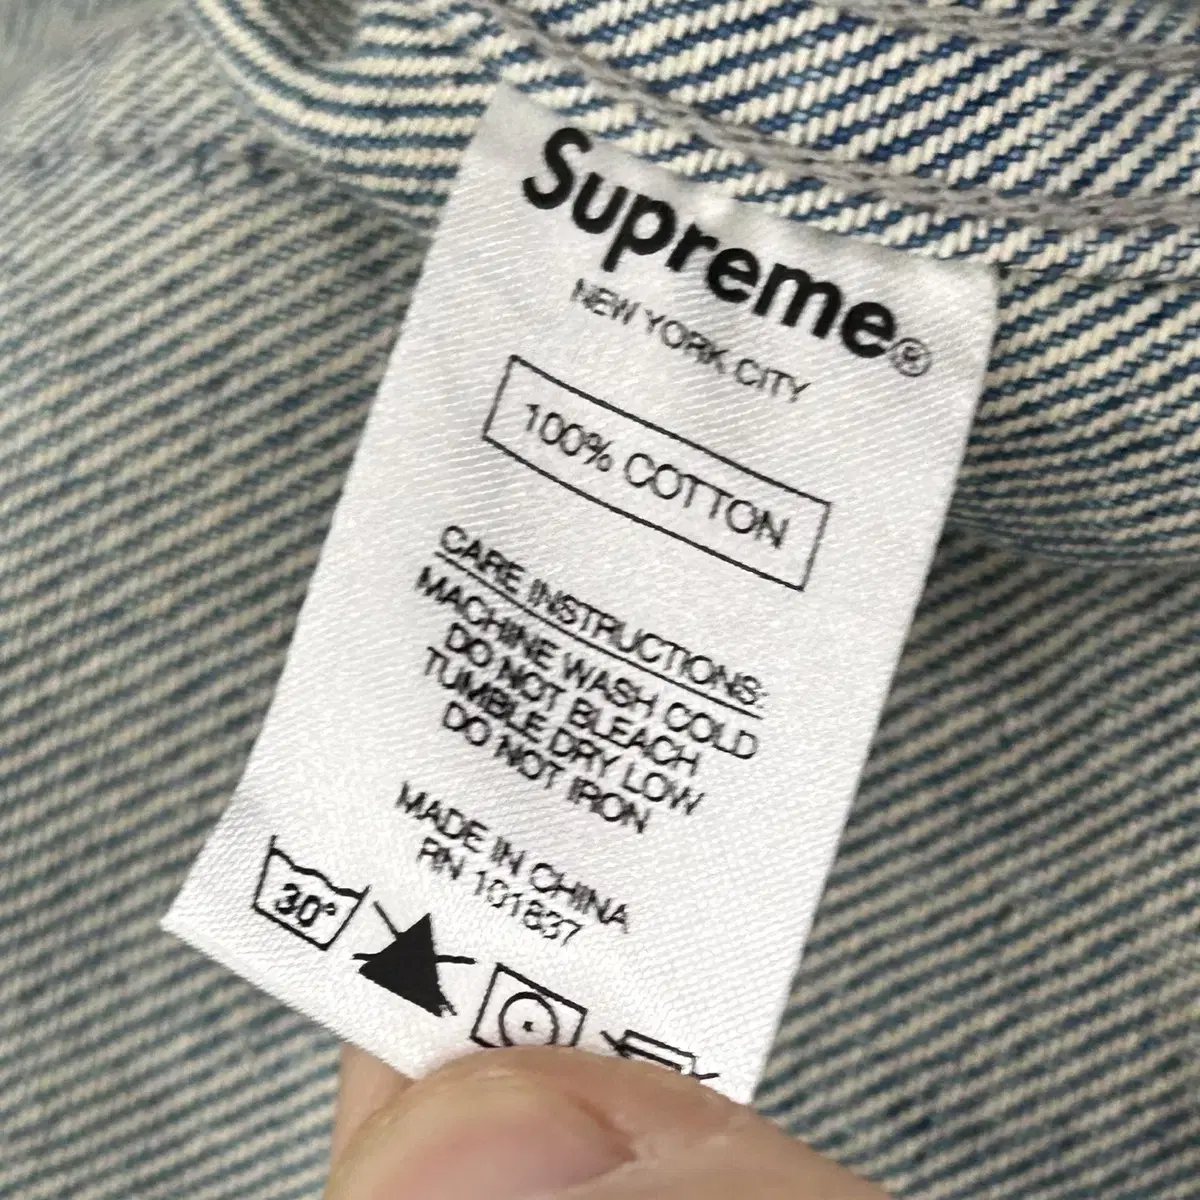 Supreme®
NEW YORK CITY
100% COTTON
CARE INSTRUCTIONS:
MACHINE WASH COLD
DO NOT BLEACH
TUMBLE DRY LOW
DO NOT IRON
MADE IN CHINA
RN 101837
30°